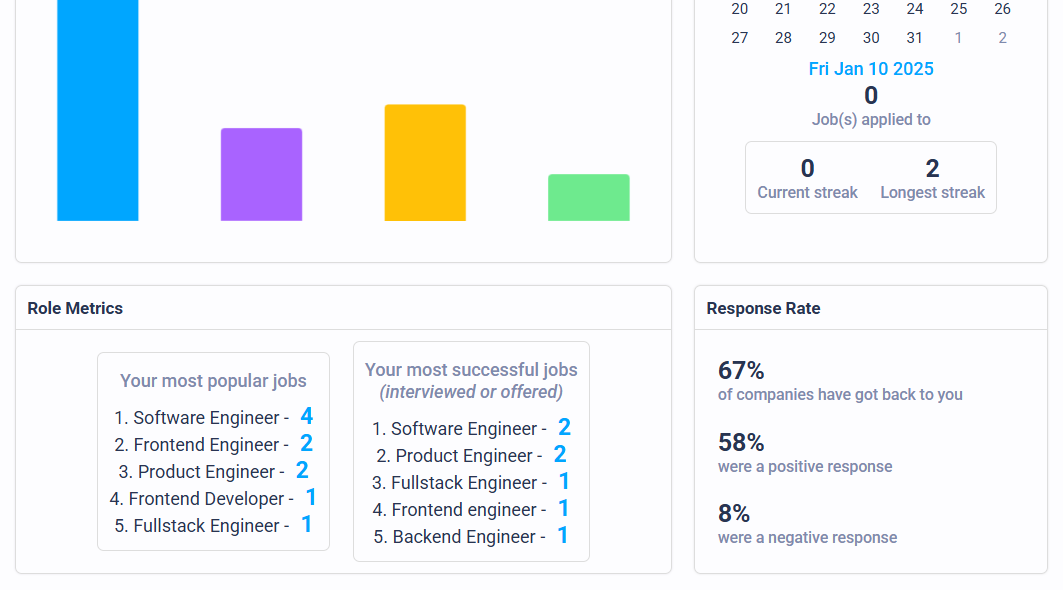 20 21 22 23 24 25 26
27 28 29 30 31 1 2
Fri Jan 10 2025
0
Job(s) applied to
0 2
Current streak Longest streak
Role Metrics
Your most popular jobs
1. Software Engineer - 4
2. Frontend Engineer - 2
3. Product Engineer - 2
4. Frontend Developer - 1
5. Fullstack Engineer - 1
Your most successful jobs
(interviewed or offered)
1. Software Engineer - 2
2. Product Engineer - 2
3. Fullstack Engineer - 1
4. Frontend engineer - 1
5. Backend Engineer - 1
Response Rate
67%
of companies have got back to you
58%
were a positive response
8%
were a negative response